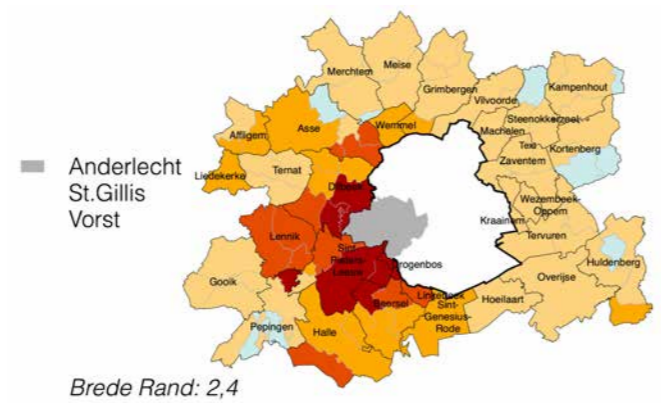 Meise
Merchtem
Grimbergen
Kampenhout
Vilvoorde
Asse
Wemmel
Steenokkerzeel
Affligem
Machelen
Kortenberg
Zaventem
Anderlecht
St.Gillis
Vorst
Liedekerke
Ternat
Dilbeek
Wezembeek-
Oppem
Kraainem
Lennik
Tervuren
Sint-
Pieters-
Leeuw
Drogenbos
Huldenberg
Gooik
Overijse
Beersel
Linkebeek
Hoeilaart
Sint-
Genesius-
Rode
Pepingen
Halle
Brede Rand: 2,4